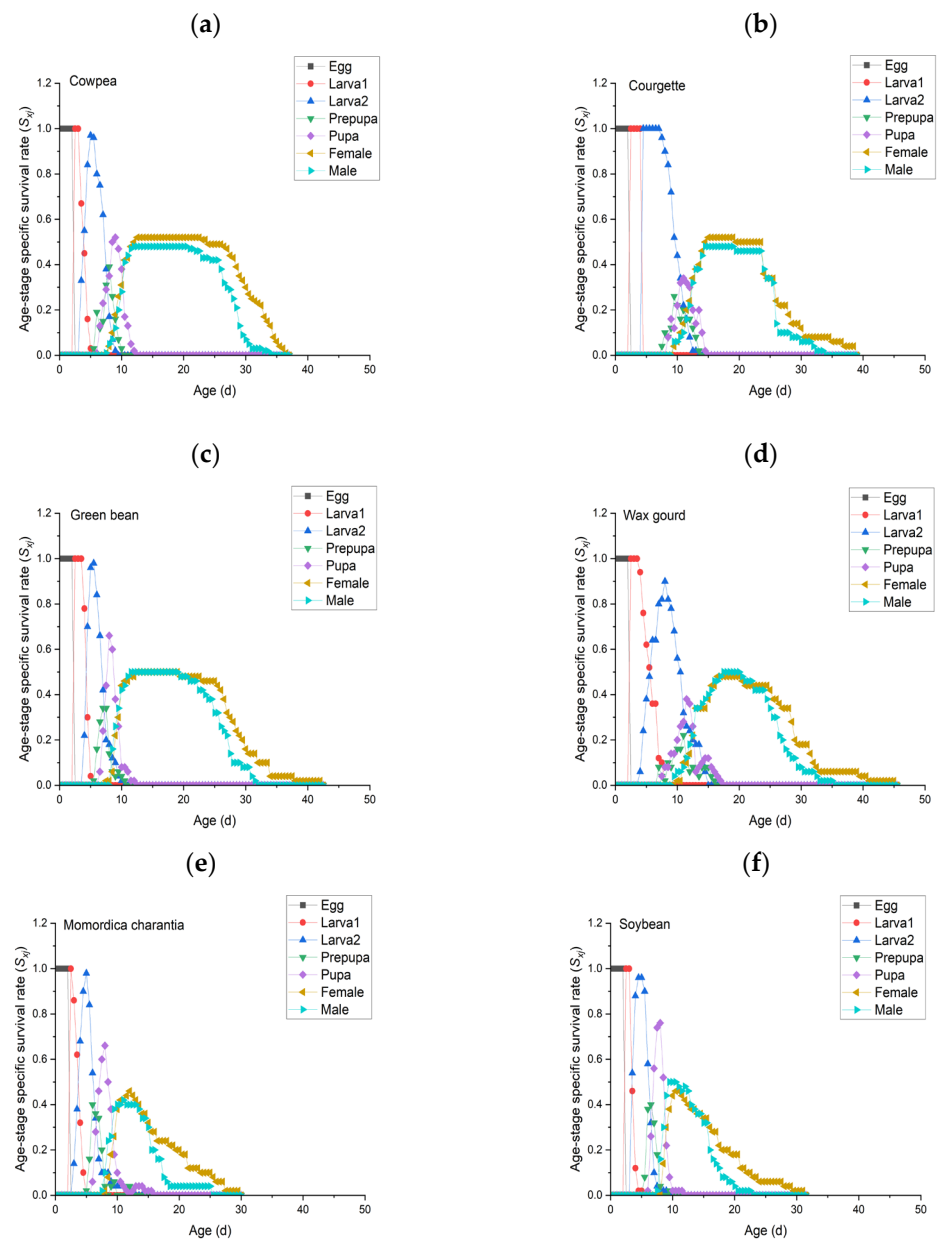 (a)
1.2
1.0
0.8
0.6
0.4
0.2
0.0
0 10 20 30 40 50
Age-stage specific survival rate (Sxj)
Age (d)
Cowpea
Egg
Larva1
Larva2
Prepupa
Pupa
Female
Male
(b)
1.2
1.0
0.8
0.6
0.4
0.2
0.0
0 10 20 30 40 50
Age-stage specific survival rate (Sxj)
Age (d)
Courgette
Egg
Larva1
Larva2
Prepupa
Pupa
Female
Male
(c)
1.2
1.0
0.8
0.6
0.4
0.2
0.0
0 10 20 30 40 50
Age-stage specific survival rate (Sxj)
Age (d)
Green bean
Egg
Larva1
Larva2
Prepupa
Pupa
Female
Male
(d)
1.2
1.0
0.8
0.6
0.4
0.2
0.0
0 10 20 30 40 50
Age-stage specific survival rate (Sxj)
Age (d)
Wax gourd
Egg
Larva1
Larva2
Prepupa
Pupa
Female
Male
(e)
1.2
1.0
0.8
0.6
0.4
0.2
0.0
0 10 20 30 40 50
Age-stage specific survival rate (Sxj)
Age (d)
Momordica charantia
Egg
Larva1
Larva2
Prepupa
Pupa
Female
Male
(f)
1.2
1.0
0.8
0.6
0.4
0.2
0.0
0 10 20 30 40 50
Age-stage specific survival rate (Sxj)
Age (d)
Soybean
Egg
Larva1
Larva2
Prepupa
Pupa
Female
Male